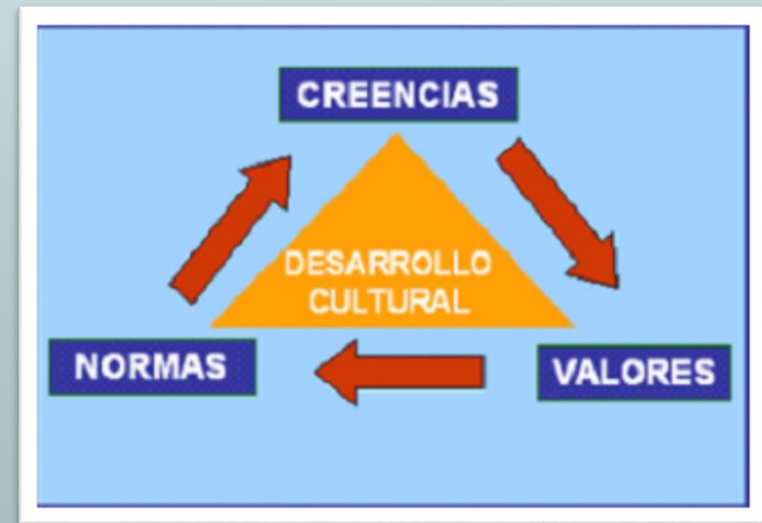 CREENCIAS
DESARROLLO
CULTURAL
NORMAS
VALORES